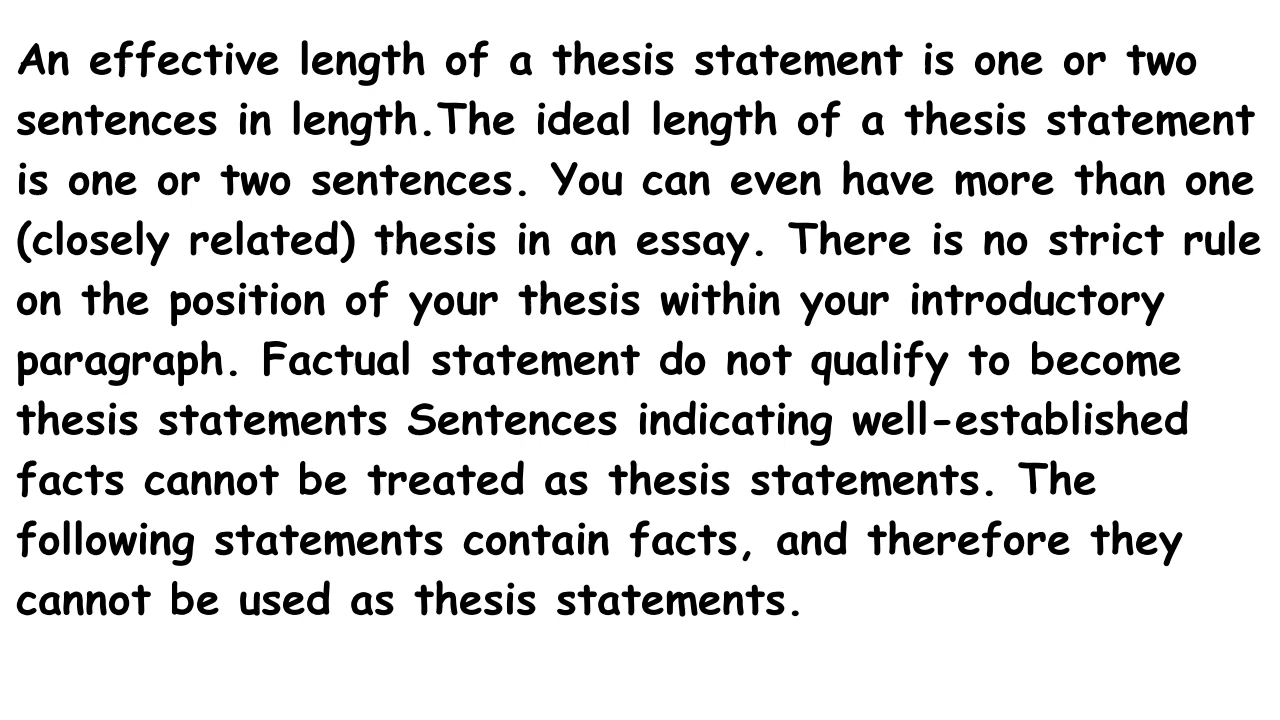 An effective length of a thesis statement is one or two
sentences in length.The ideal length of a thesis statement
is one or two sentences. You can even have more than one
(closely related) thesis in an essay. There is no strict rule
on the position of your thesis within your introductory
paragraph. Factual statement do not qualify to become
thesis statements Sentences indicating well-established
facts cannot be treated as thesis statements. The
following statements contain facts, and therefore they
cannot be used as thesis statements.